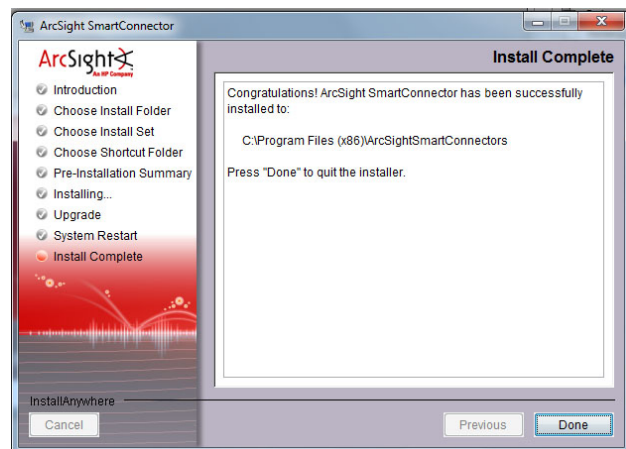 ArcSight SmartConnector
ArcSight
An HP Company
Install Complete
Introduction
Choose Install Folder
Choose Install Set
Choose Shortcut Folder
Pre-Installation Summary
Installing...
Upgrade
System Restart
Install Complete
Congratulations! ArcSight SmartConnector has been successfully
installed to:
C:\Program Files (x86)\ArcSightSmartConnectors
Press "Done" to quit the installer.
InstallAnywhere
Cancel
Previous
Done